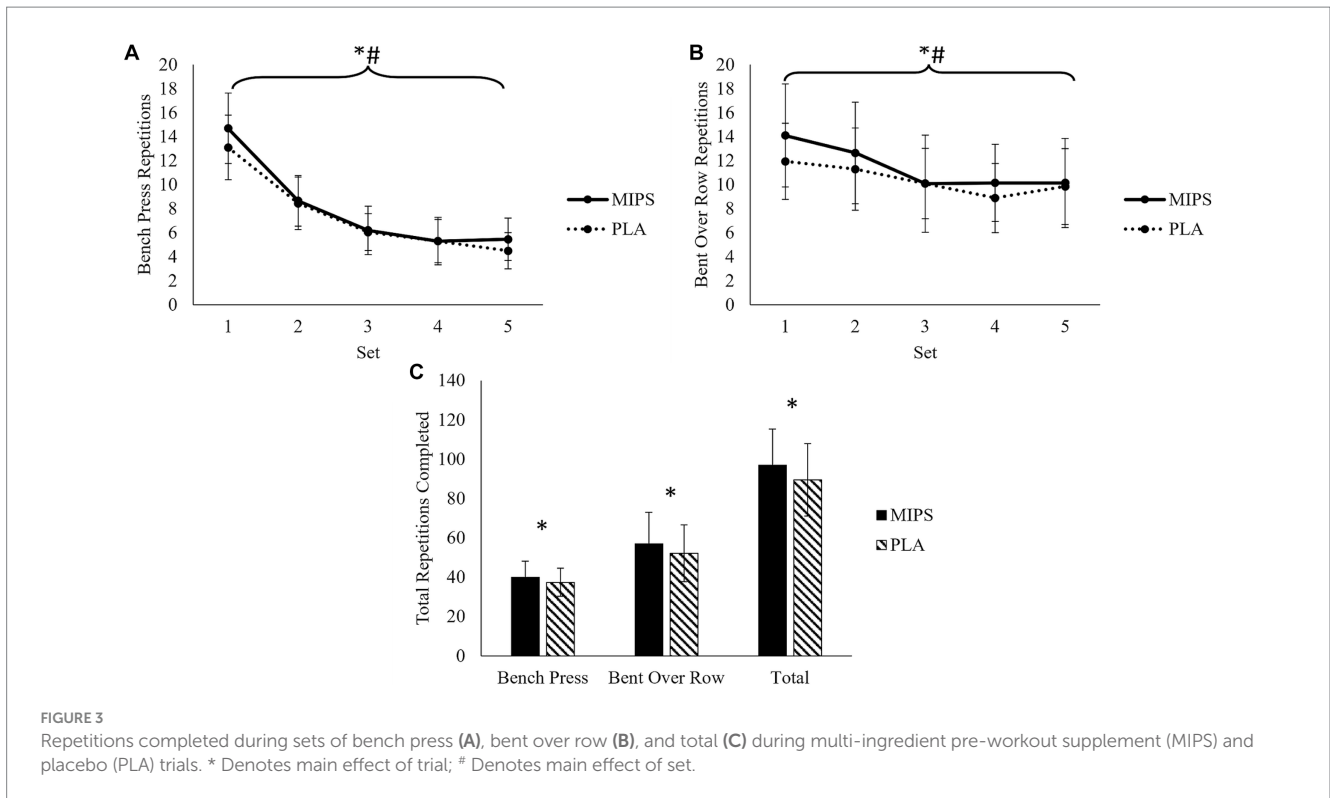 A
*#
20
18
16
14
12
10
8
6
4
2
0
Bench Press Repetitions
1 2 3 4 5
Set
MIPS
PLA
B
*#
20
18
16
14
12
10
8
6
4
2
0
Bent Over Row Repetitions
1 2 3 4 5
Set
MIPS
PLA
C
140
120
100
80
60
40
20
0
Total Repetitions Completed
*
*
*
Bench Press Bent Over Row Total
MIPS
PLA
FIGURE 3
Repetitions completed during sets of bench press (A), bent over row (B), and total (C) during multi-ingredient pre-workout supplement (MIPS) and
placebo (PLA) trials. * Denotes main effect of trial; # Denotes main effect of set.